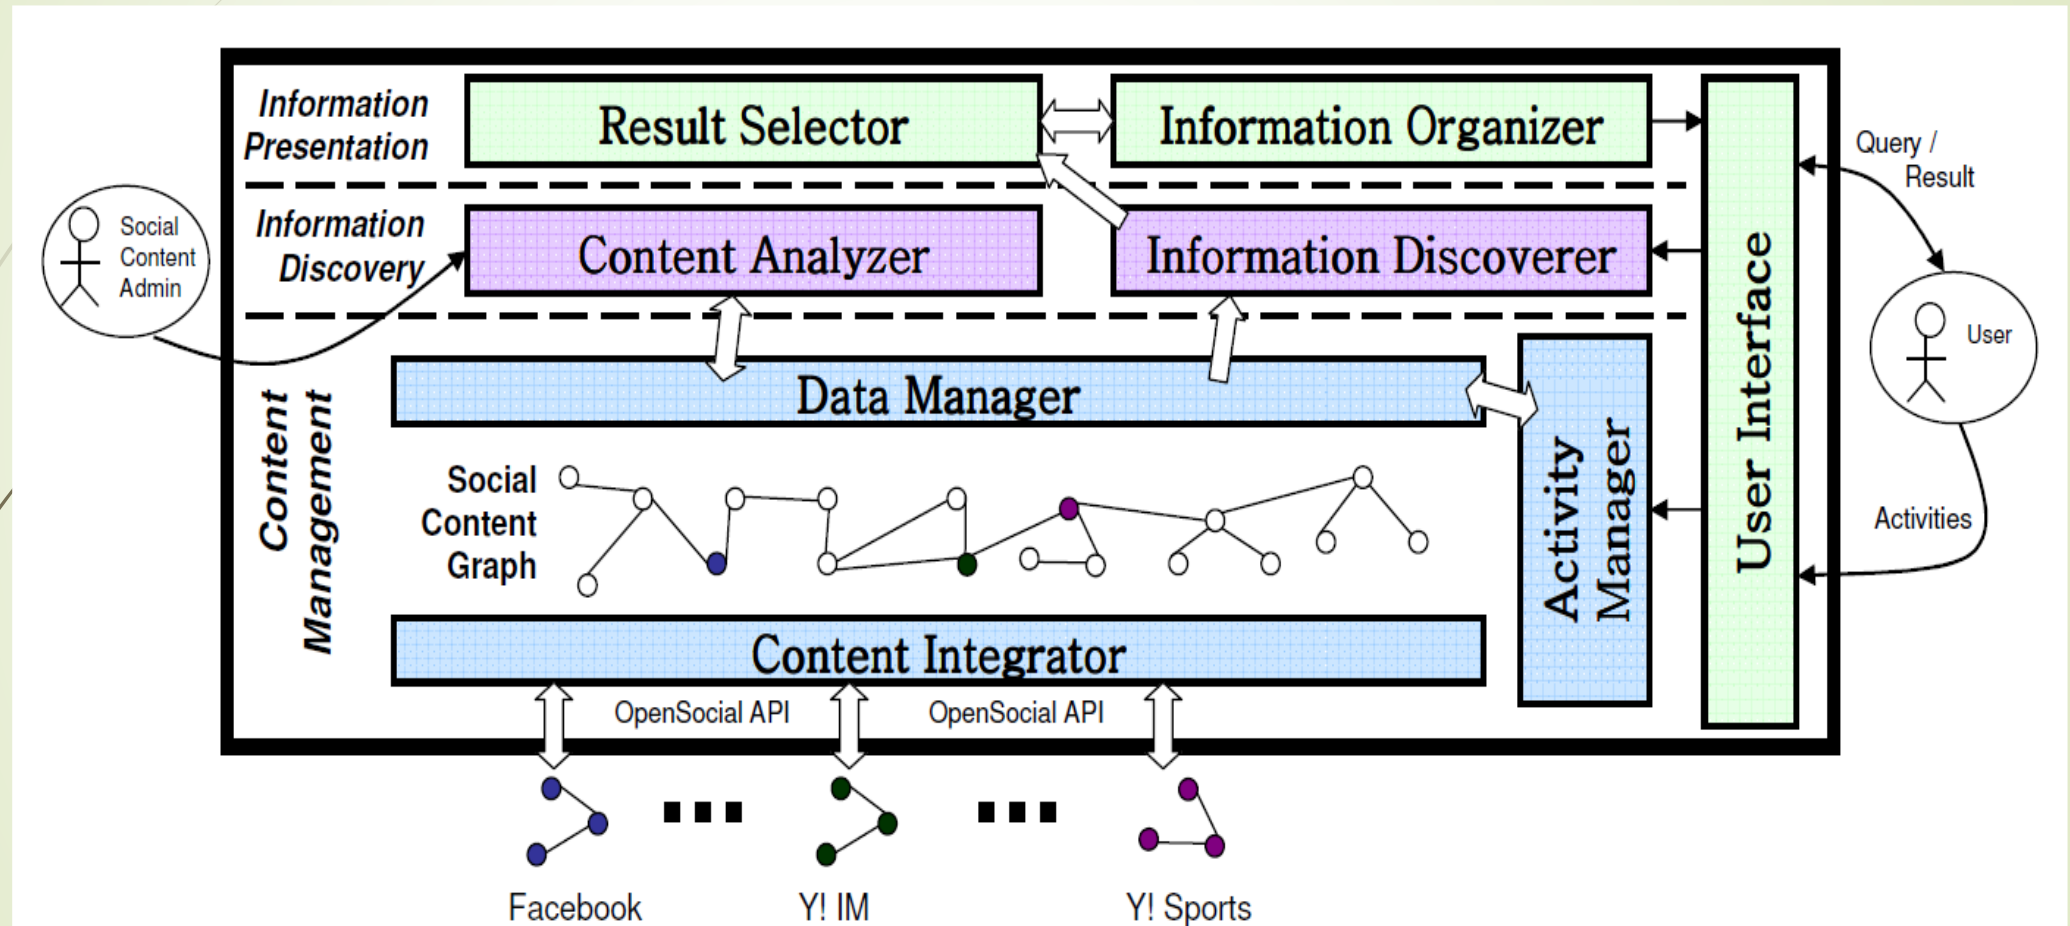 Information
Presentation
Result Selector
Information Organizer
Query /
Result
Social
Content
Admin
Information
Discovery
Content Analyzer
Information Discoverer
User Interface
User
Content
Management
Data Manager
Activity
Manager
Social
Content
Graph
Activities
Content Integrator
OpenSocial API
OpenSocial API
Facebook
Y! IM
Y! Sports